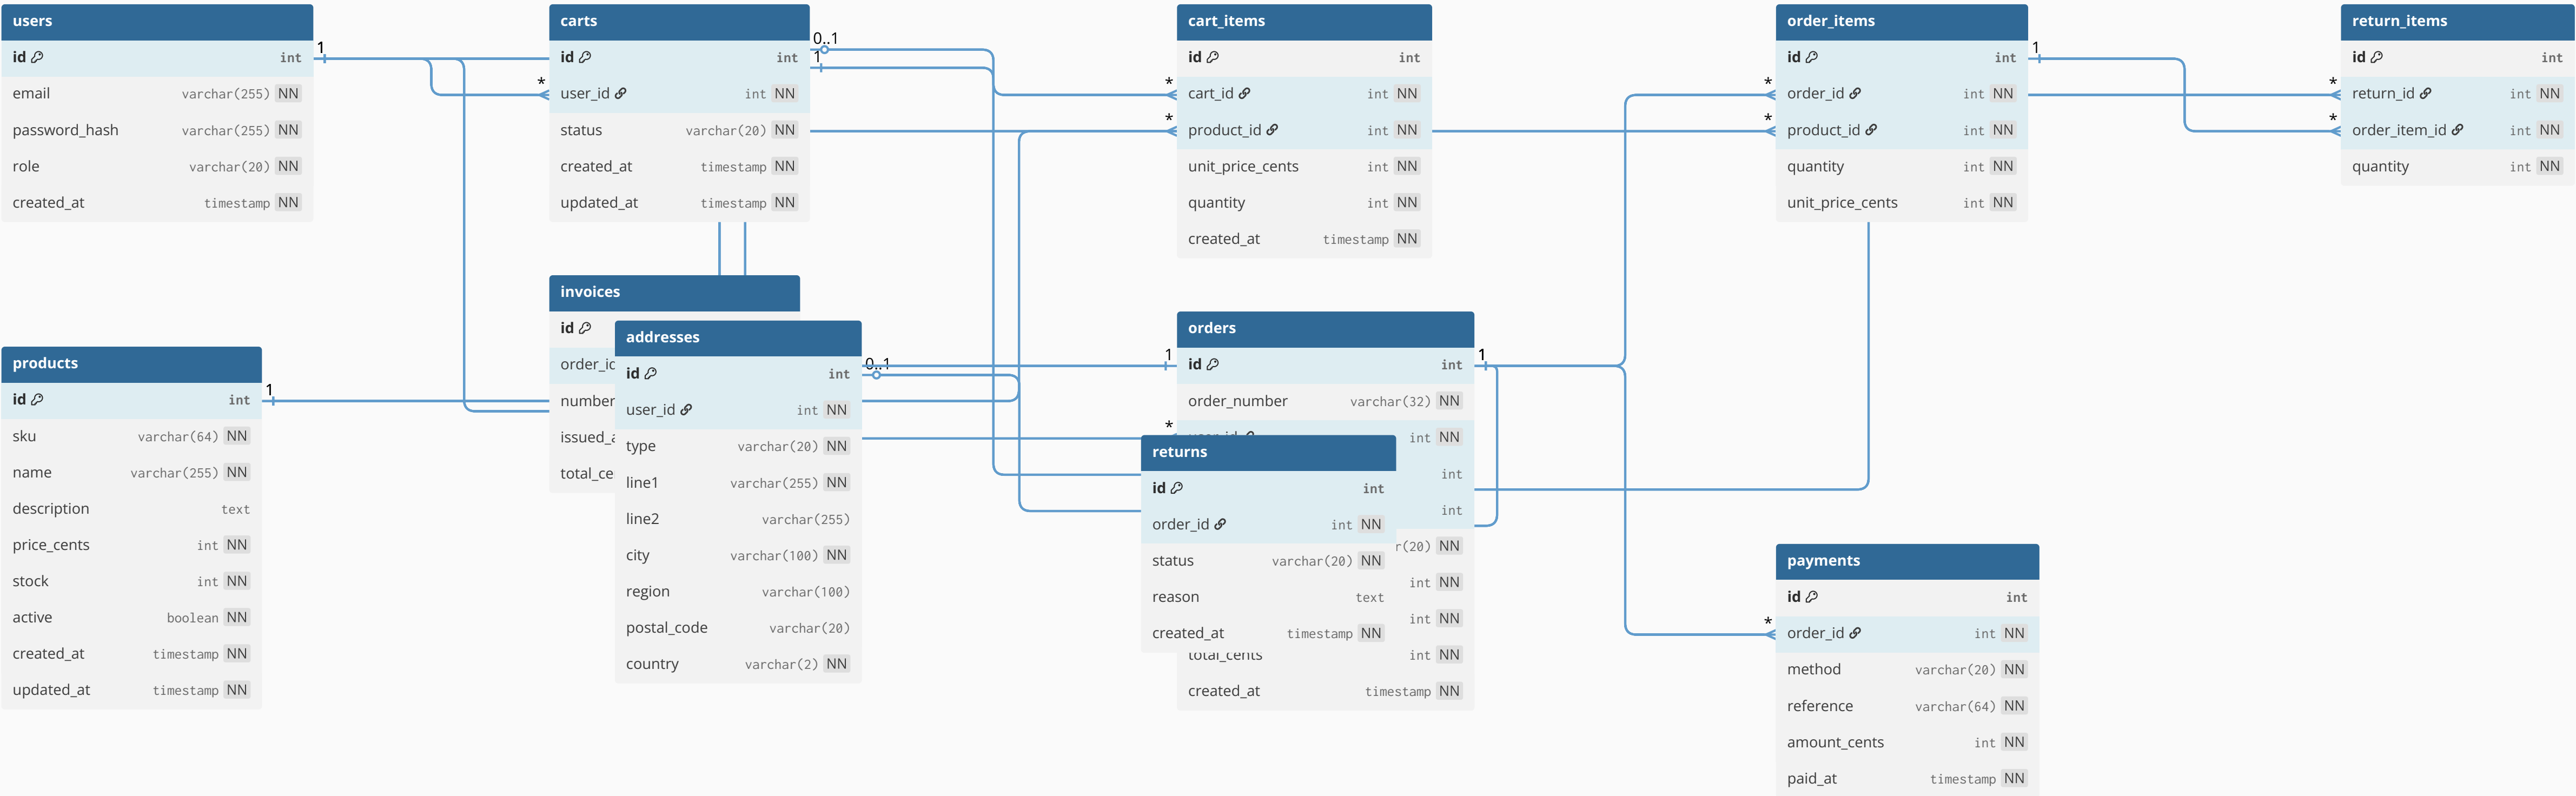 users
id int
email varchar(255) NN
password_hash varchar(255) NN
role varchar(20) NN
created_at timestamp NN
1
*
carts
id int
user_id int NN
status varchar(20) NN
created_at timestamp NN
updated_at timestamp NN
0..1
1
*
*
cart_items
id int
cart_id int NN
product_id int NN
unit_price_cents int NN
quantity int NN
created_at timestamp NN
*
*
order_items
id int
order_id int NN
product_id int NN
quantity int NN
unit_price_cents int NN
1
*
*
return_items
id int
return_id int NN
order_item_id int NN
quantity int NN
products
id int
sku varchar(64) NN
name varchar(255) NN
description text
price_cents int NN
stock int NN
active boolean NN
created_at timestamp NN
updated_at timestamp NN
1
invoices
id
number
addresses
id int
user_id int NN
type varchar(20) NN
line1 varchar(255) NN
line2 varchar(255)
city varchar(100) NN
region varchar(100)
postal_code varchar(20)
country varchar(2) NN
0..1
1
*
orders
id int
order_number varchar(32) NN
int NN
int
int
NN
int NN
int NN
total_cents int NN
created_at timestamp NN
1
returns
id int
order_id int NN
status varchar(20) NN
reason text
created_at timestamp NN
*
payments
id int
order_id int NN
method varchar(20) NN
reference varchar(64) NN
amount_cents int NN
paid_at timestamp NN